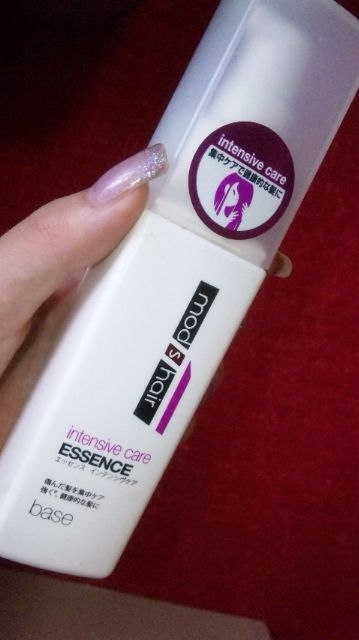 intensive care
集中ケアで健康的な髪に
mod's hair
intensive care
ESSENCE
エッセンス インテンシヴケア
傷んだ髪を集中ケア
強く*、健康的な髪に
base